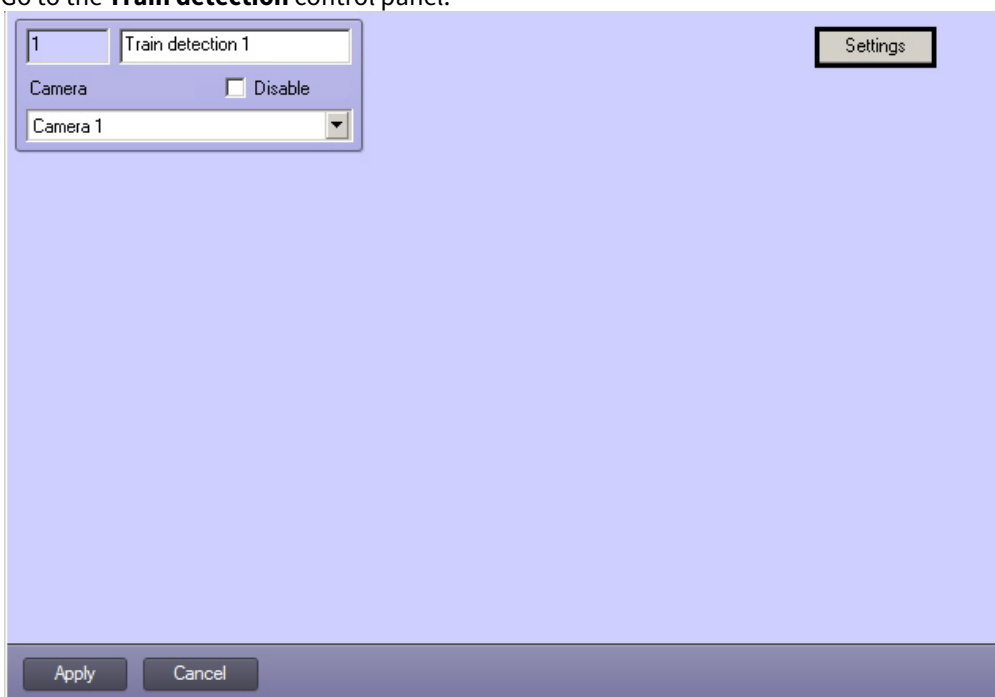 Go to the Train detection control panel.
1 Train detection 1 Settings
Camera Disable
Camera 1
Apply Cancel